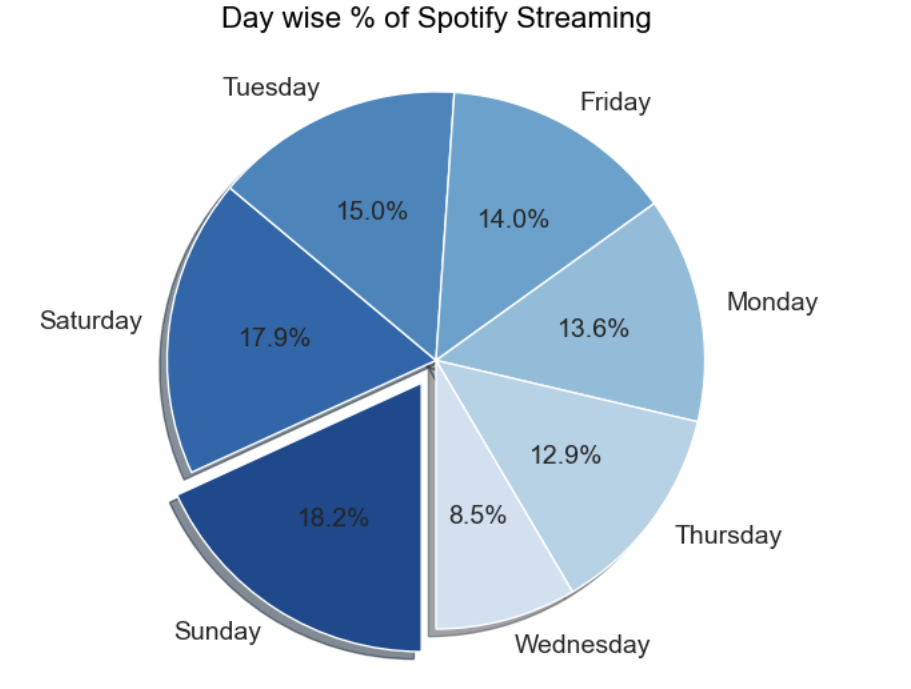 Day wise % of Spotify Streaming
Tuesday
Friday
15.0%
14.0%
Monday
Saturday
13.6%
17.9%
12.9%
8.5%
18.2%
Thursday
Sunday
Wednesday